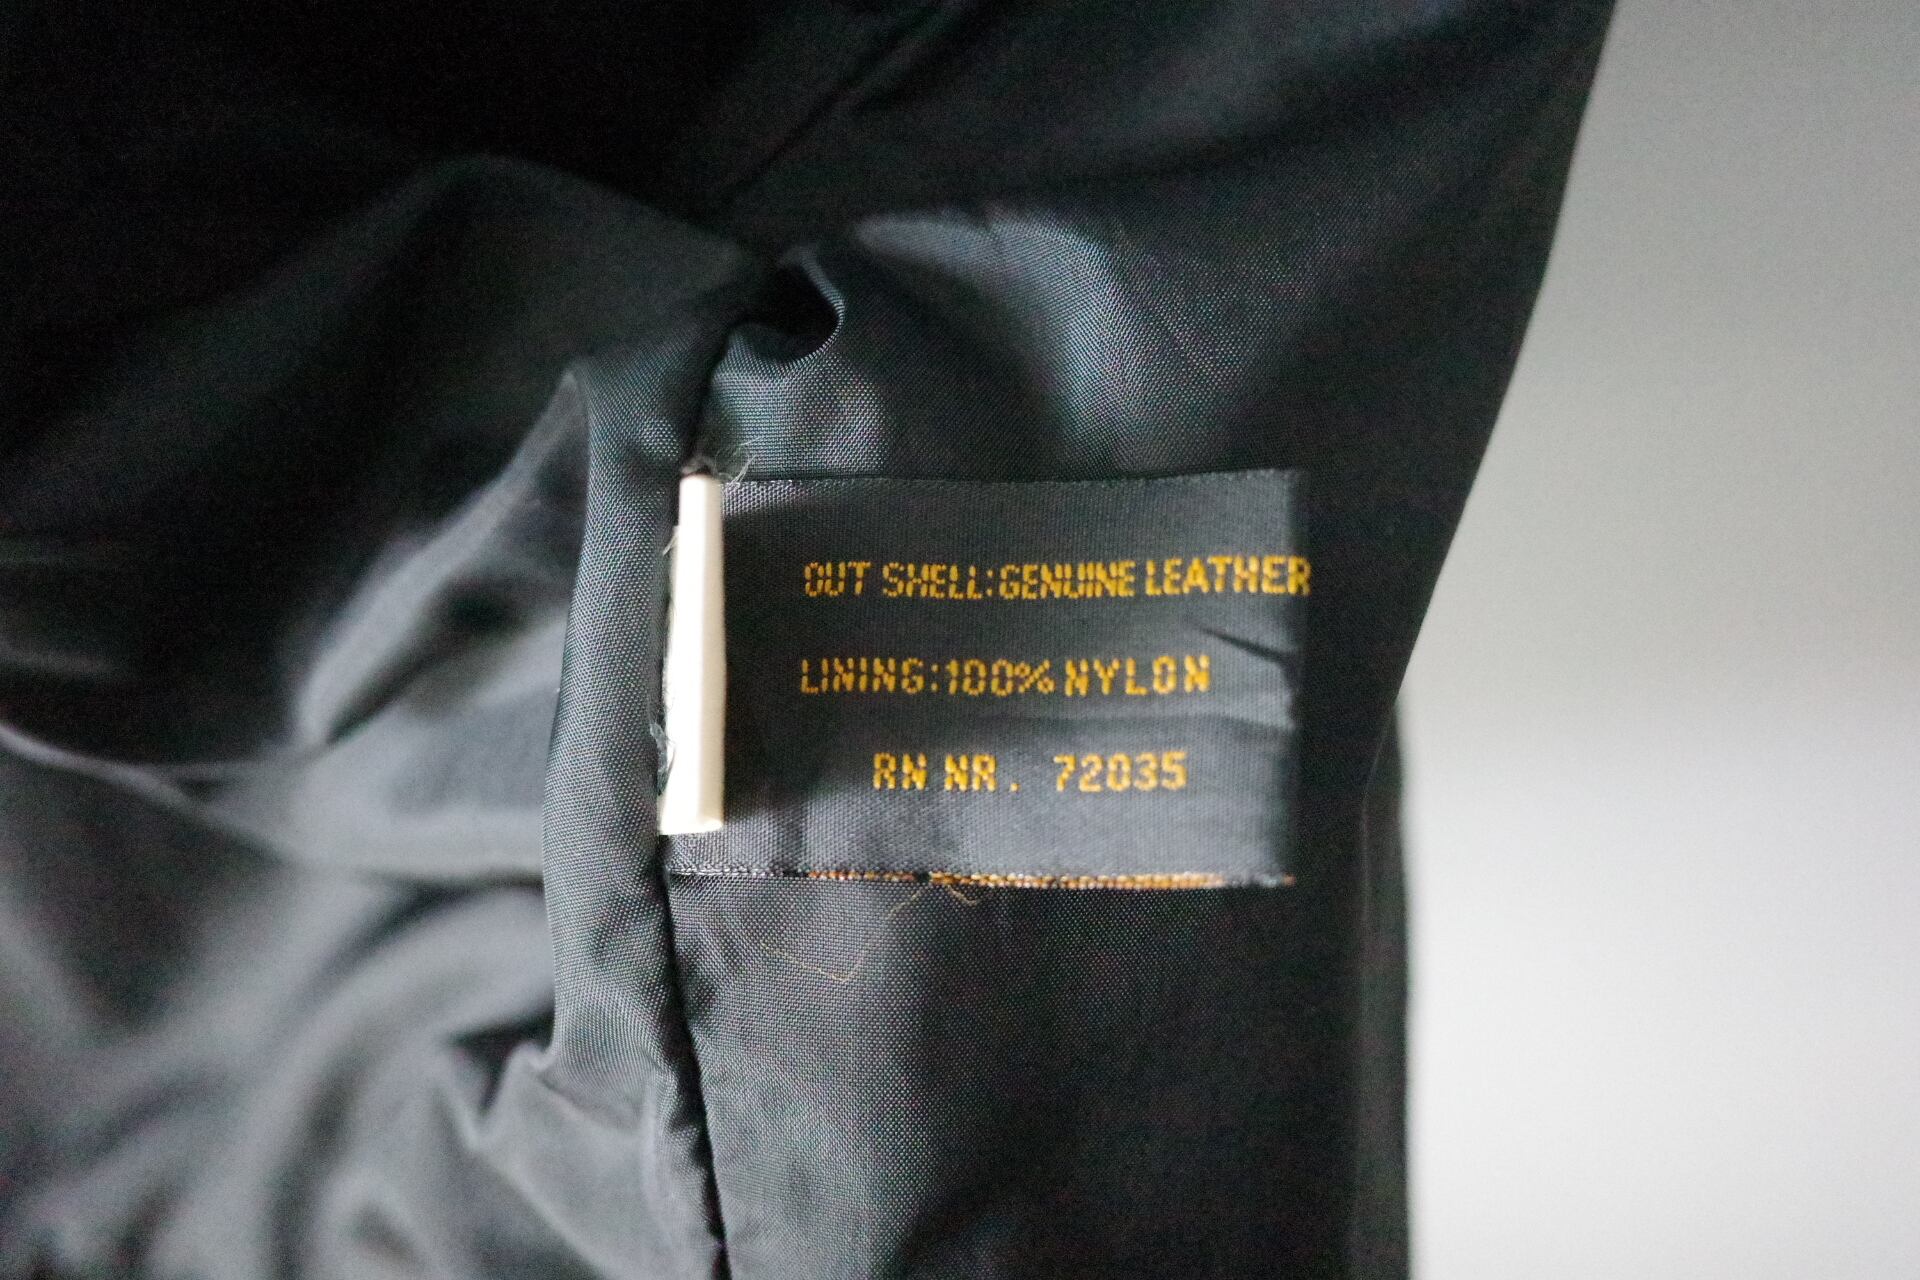 OUT SHELL:GENUINE LEATHER
LINING:100% NYLON
RN NR. 72035